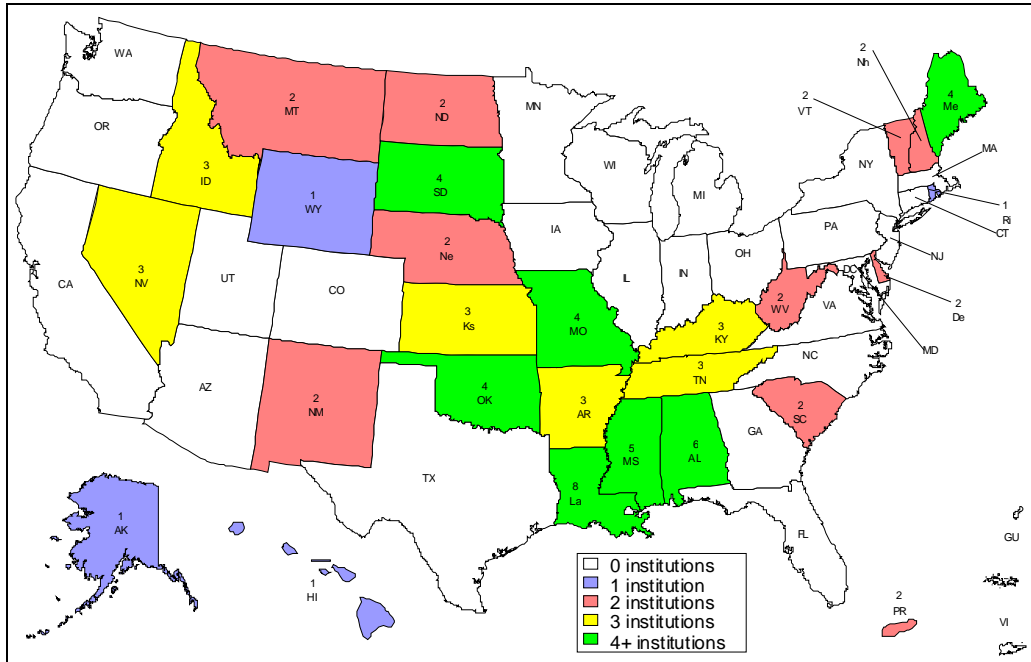 WA
2
MT
2
ND
MN
2
Nh
4
Me
2
VT
OR
3
ID
4
SD
WI
MI
NY
MA
1
WY
1
Ri
CT
IA
PA
NJ
2
Ne
OH
3
NV
UT
CO
IL
IN
DC
2
WV
VA
2
De
MD
CA
3
Ks
4
MO
3
KY
NC
3
TN
AZ
2
NM
4
OK
3
AR
2
SC
GA
5
MS
6
AL
TX
8
La
FL
1
AK
1
HI
GU
0 institutions
1 institution
2 institutions
3 institutions
4+ institutions
2
PR
VI